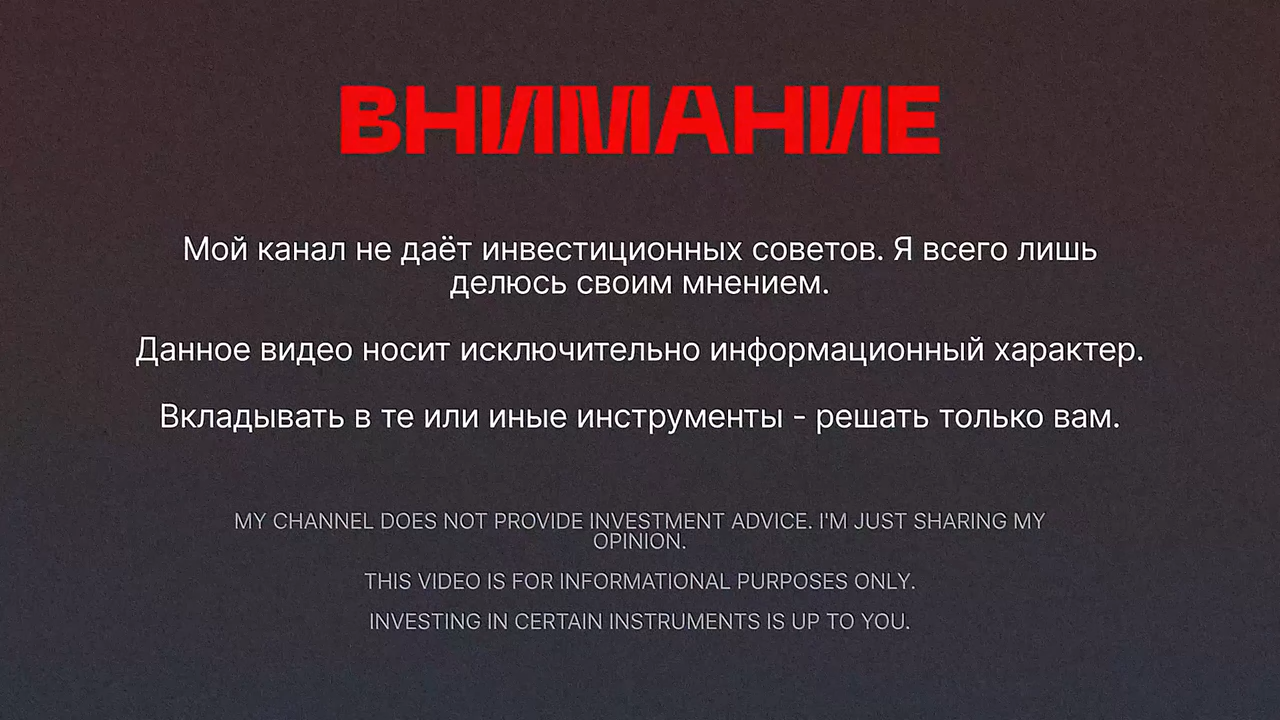 ВНИМАНИЕ
Мой канал не даёт инвестиционных советов. Я всего лишь
делюсь своим мнением.
Данное видео носит исключительно информационный характер.
Вкладывать в те или иные инструменты - решать только вам.
MY CHANNEL DOES NOT PROVIDE INVESTMENT ADVICE. I'M JUST SHARING MY
OPINION.
THIS VIDEO IS FOR INFORMATIONAL PURPOSES ONLY.
INVESTING IN CERTAIN INSTRUMENTS IS UP TO YOU.